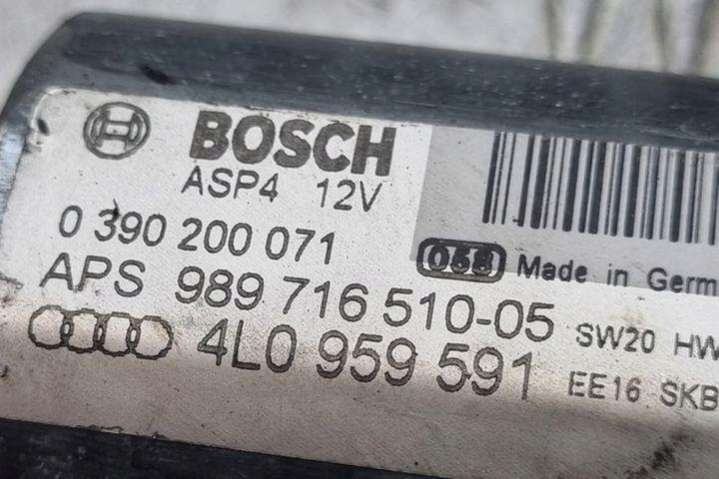 BOSCH
ASP4 12V
0 390 200 071
Made in Germ
APS 989 716 510-05 SW20 HW
4L0 959 591 EE16 SKB